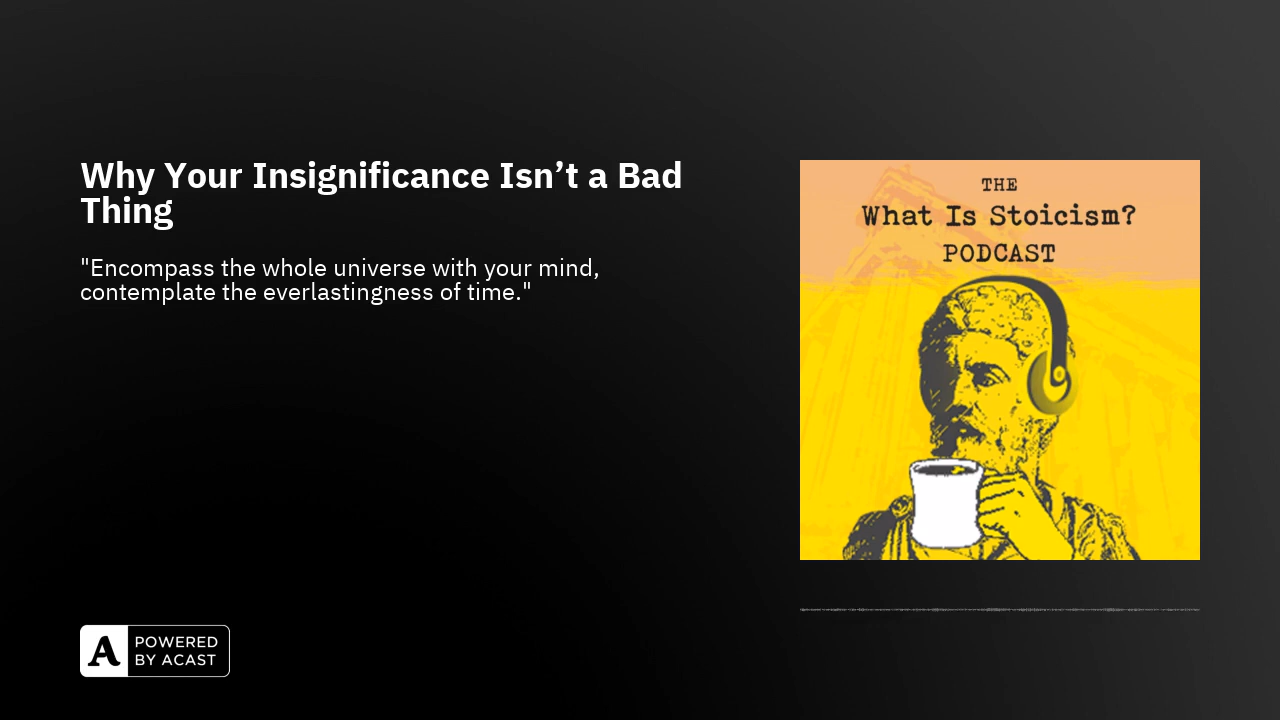 Why Your Insignificance Isn’t a Bad
Thing
"Encompass the whole universe with your mind,
contemplate the everlastingness of time."
THE
What Is Stoicism?
PODCAST
A POWERED
BY ACAST